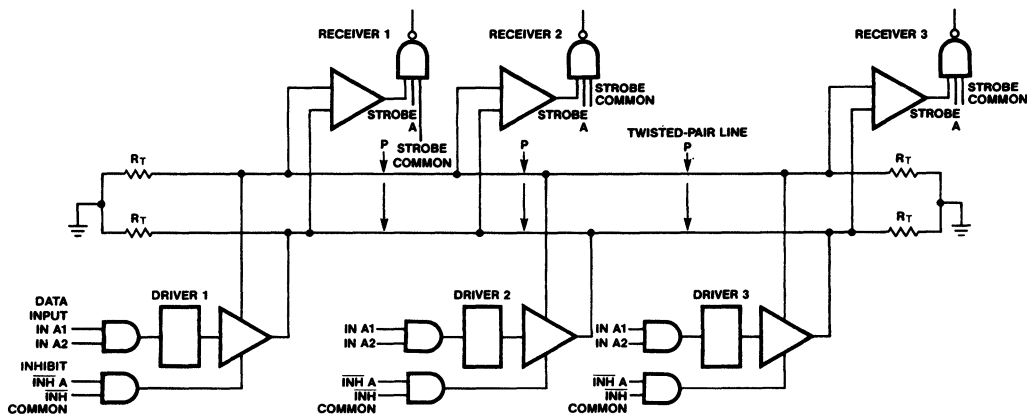 RECEIVER 1
RECEIVER 2
RECEIVER 3
STROBE
A
STROBE
COMMON
STROBE
A
STROBE
COMMON
STROBE
A
STROBE
COMMON
TWISTED-PAIR LINE
P
P
P
RT
RT
RT
RT
DATA
INPUT
IN A1
IN A2
INHIBIT
INH A
INH
COMMON
DRIVER 1
IN A1
IN A2
INH A
INH
COMMON
DRIVER 2
IN A1
IN A2
INH A
INH
COMMON
DRIVER 3